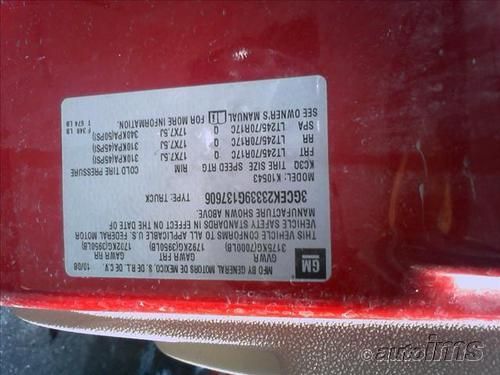 MFD BY GENERAL MOTORS DE MEXICO, S. DE R.L. DE C.V. 10/08
GVWR GAWR FRT GAWR RR
3175KG(7000LB) 1792KG(3950LB) 1792KG(3950LB)
THIS VEHICLE CONFORMS TO ALL APPLICABLE U.S. FEDERAL MOTOR
VEHICLE SAFETY STANDARDS IN EFFECT ON THE DATE OF
MANUFACTURE SHOWN ABOVE.
3GCEK23339G137606 TYPE: TRUCK
MODEL: K10543
KC3Q TIRE SIZE SPEED RTG RIM COLD TIRE PRESSURE
FRT LT245/70R17C Q 17X7.5J 310KPA(45PSI)
RR LT245/70R17C Q 17X7.5J 310KPA(45PSI)
SPA LT245/70R17C Q 17X7.5J 340KPA(50PSI)
SEE OWNER'S MANUAL FOR MORE INFORMATION.
GM
autoims